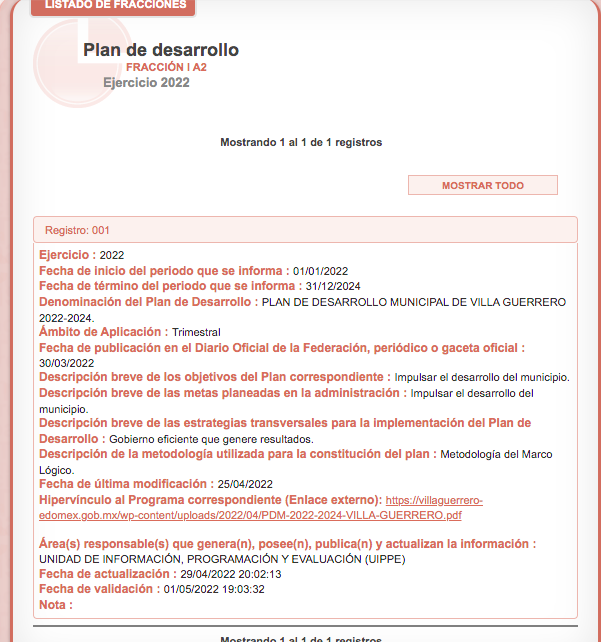 LISTADO DE FRACCIONES
Plan de desarrollo
FRACCIÓN I A2
Ejercicio 2022
Mostrando 1 al 1 de 1 registros
MOSTRAR TODO
Registro: 001
Ejercicio : 2022
Fecha de inicio del periodo que se informa : 01/01/2022
Fecha de término del periodo que se informa : 31/12/2024
Denominación del Plan de Desarrollo : PLAN DE DESARROLLO MUNICIPAL DE VILLA GUERRERO
2022-2024.
Ámbito de Aplicación : Trimestral
Fecha de publicación en el Diario Oficial de la Federación, periódico o gaceta oficial :
30/03/2022
Descripción breve de los objetivos del Plan correspondiente : Impulsar el desarrollo del municipio.
Descripción breve de las metas planeadas en la administración : Impulsar el desarrollo del
municipio.
Descripción breve de las estrategias transversales para la implementación del Plan de
Desarrollo : Gobierno eficiente que genere resultados.
Descripción de la metodología utilizada para la constitución del plan : Metodología del Marco
Lógico.
Fecha de última modificación : 25/04/2022
Hipervínculo al Programa correspondiente (Enlace externo): https://villaguerrero-
edomex.gob.mx/wp-content/uploads/2022/04/PDM-2022-2024-VILLA-GUERRERO.pdf
Área(s) responsable(s) que genera(n), posee(n), publica(n) y actualizan la información :
UNIDAD DE INFORMACIÓN, PROGRAMACIÓN Y EVALUACIÓN (UIPPE)
Fecha de actualización : 29/04/2022 20:02:13
Fecha de validación : 01/05/2022 19:03:32
Nota :
Mostrando 1 al 1 de 1 registros